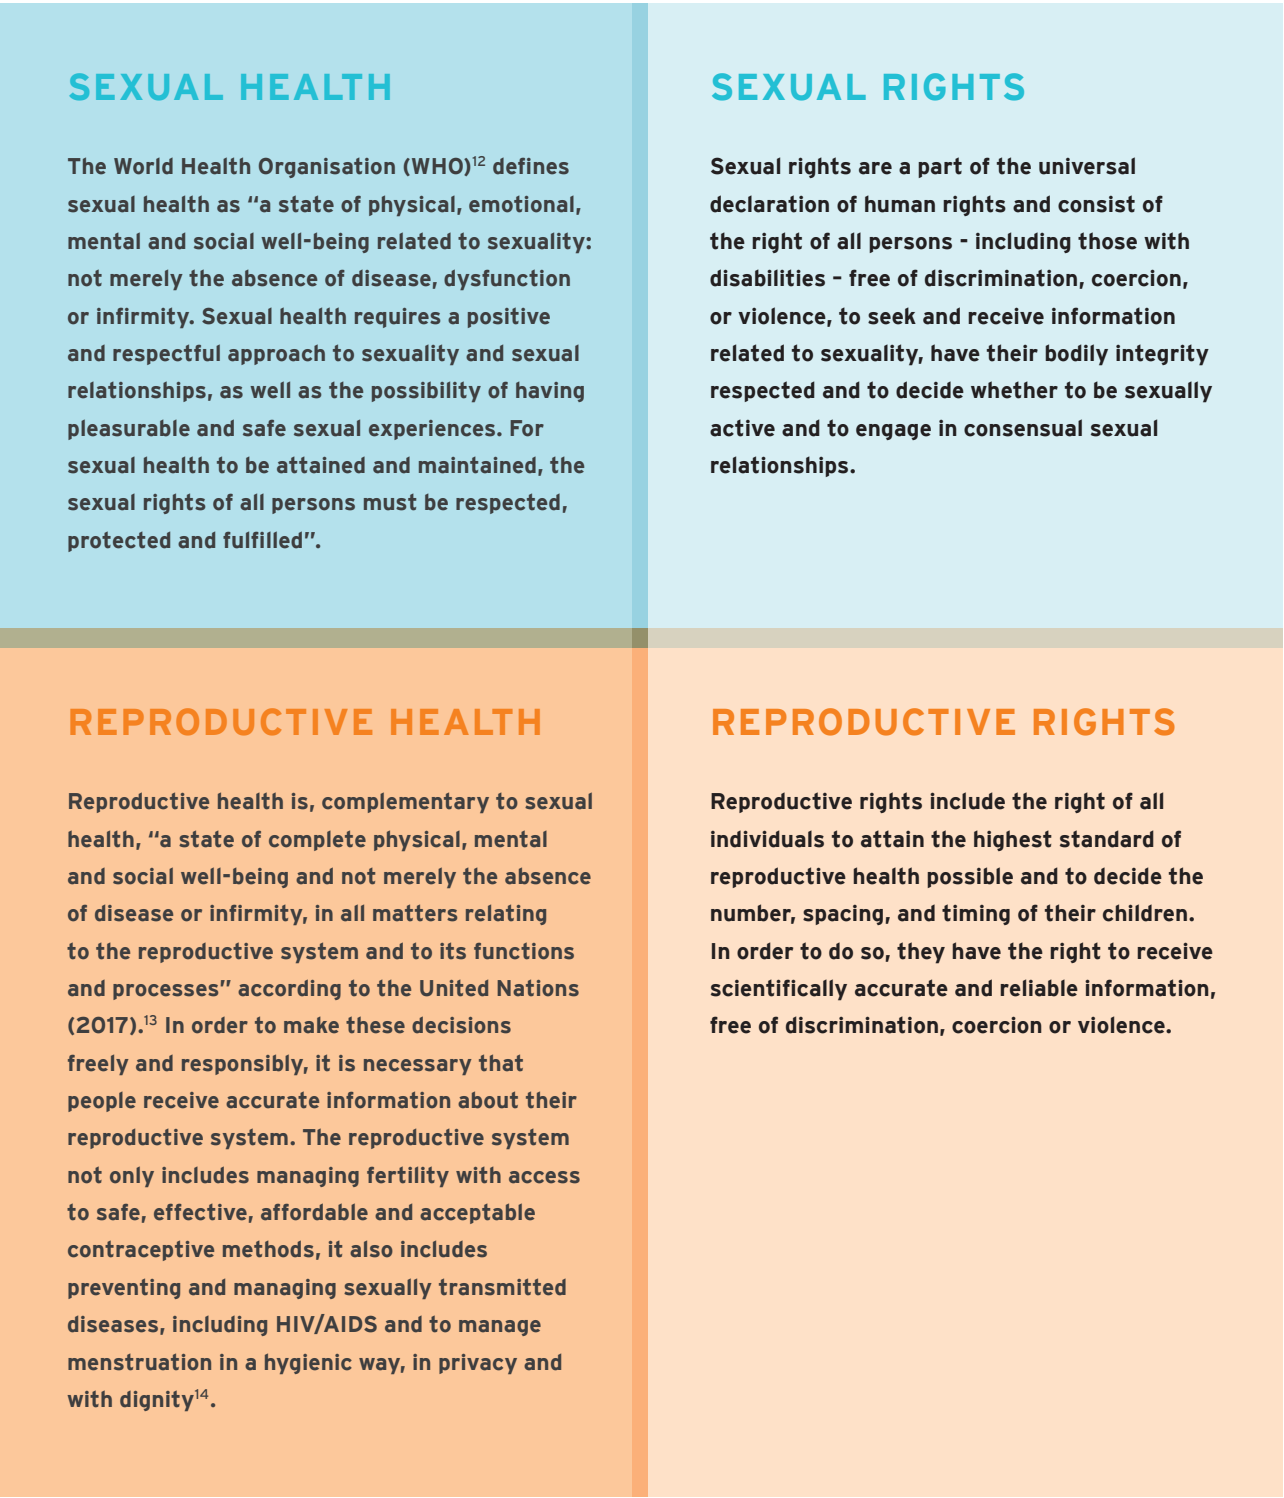 SEXUAL HEALTH
The World Health Organisation (WHO)12 defines
sexual health as “a state of physical, emotional,
mental and social well-being related to sexuality:
not merely the absence of disease, dysfunction
or infirmity. Sexual health requires a positive
and respectful approach to sexuality and sexual
relationships, as well as the possibility of having
pleasurable and safe sexual experiences. For
sexual health to be attained and maintained, the
sexual rights of all persons must be respected,
protected and fulfilled”.
SEXUAL RIGHTS
Sexual rights are a part of the universal
declaration of human rights and consist of
the right of all persons - including those with
disabilities – free of discrimination, coercion,
or violence, to seek and receive information
related to sexuality, have their bodily integrity
respected and to decide whether to be sexually
active and to engage in consensual sexual
relationships.
REPRODUCTIVE HEALTH
Reproductive health is, complementary to sexual
health, “a state of complete physical, mental
and social well-being and not merely the absence
of disease or infirmity, in all matters relating
to the reproductive system and to its functions
and processes” according to the United Nations
(2017).13 In order to make these decisions
freely and responsibly, it is necessary that
people receive accurate information about their
reproductive system. The reproductive system
not only includes managing fertility with access
to safe, effective, affordable and acceptable
contraceptive methods, it also includes
preventing and managing sexually transmitted
diseases, including HIV/AIDS and to manage
menstruation in a hygienic way, in privacy and
with dignity14.
REPRODUCTIVE RIGHTS
Reproductive rights include the right of all
individuals to attain the highest standard of
reproductive health possible and to decide the
number, spacing, and timing of their children.
In order to do so, they have the right to receive
scientifically accurate and reliable information,
free of discrimination, coercion or violence.